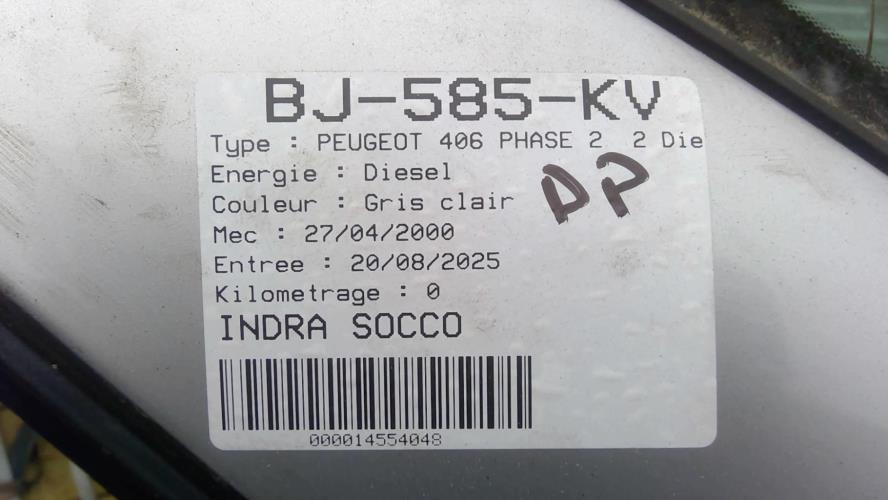 BJ-585-KV
Type : PEUGEOT 406 PHASE 2 2 Die
Energie : Diesel
Couleur : Gris clair
DP
Mec : 27/04/2000
Entree : 20/08/2025
Kilometrage : 0
INDRA SOCCO
000014554048